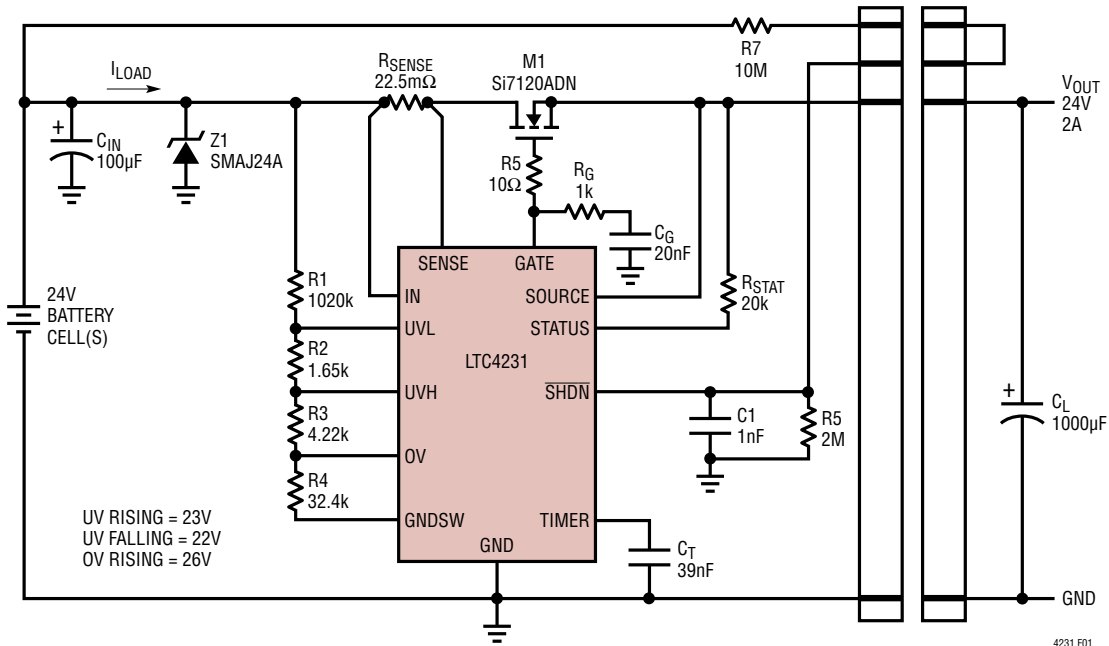 R7
10M
I_LOAD
R_SENSE
22.5mΩ
M1
Si7120ADN
V_OUT
24V
2A
+
C_IN
100µF
Z1
SMAJ24A
R5
10Ω
R_G
1k
C_G
20nF
SENSE
GATE
R1
1020k
IN
SOURCE
R_STAT
20k
24V
BATTERY
CELL(S)
UVL
STATUS
R2
1.65k
LTC4231
UVH
S̅H̅D̅N̅
C1
1nF
R5
2M
+
C_L
1000µF
R3
4.22k
OV
R4
32.4k
UV RISING = 23V
UV FALLING = 22V
OV RISING = 26V
GNDSW
TIMER
GND
C_T
39nF
GND
4231 F01